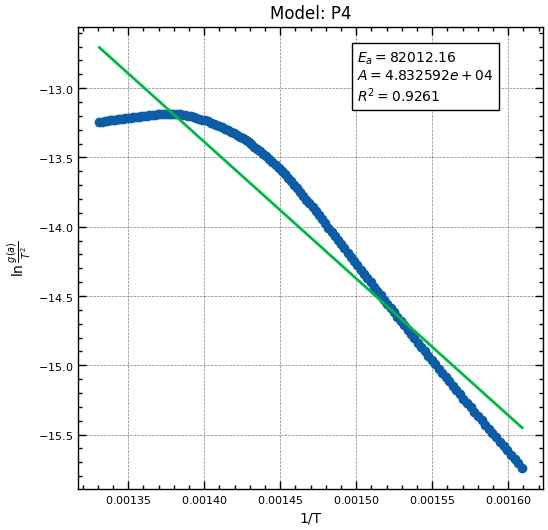 Model: P4
E_a = 82012.16
A = 4.832592e + 04
R² = 0.9261
−13.0
−13.5
−14.0
−14.5
−15.0
−15.5
ln g(a)/T²
0.00135 0.00140 0.00145 0.00150 0.00155 0.00160
1/T